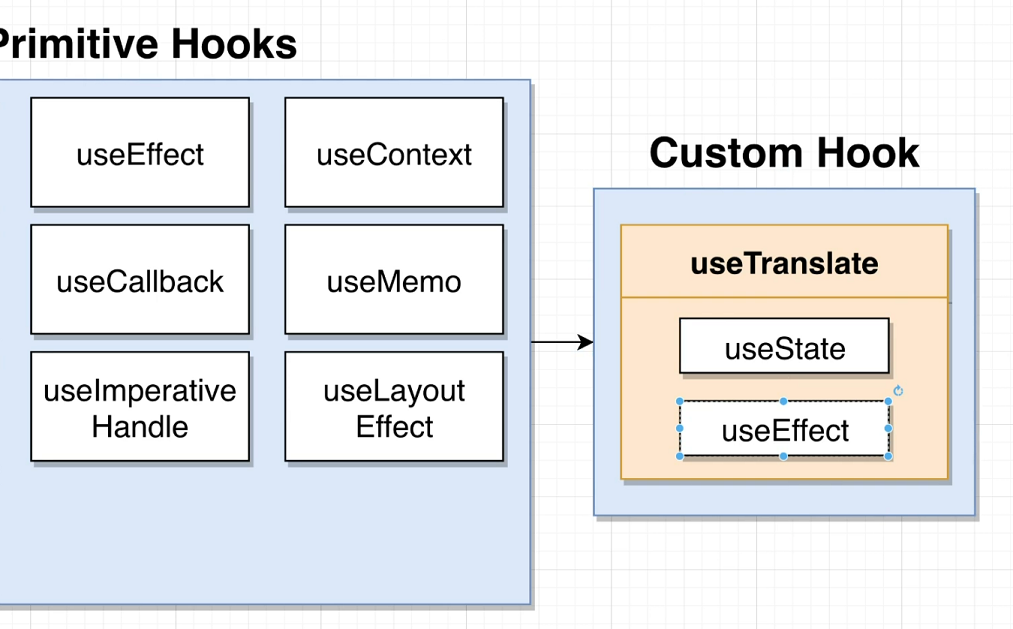 Primitive Hooks
useEffect
useContext
Custom Hook
useCallback
useMemo
useTranslate
useImperative
Handle
useLayout
Effect
useState
useEffect